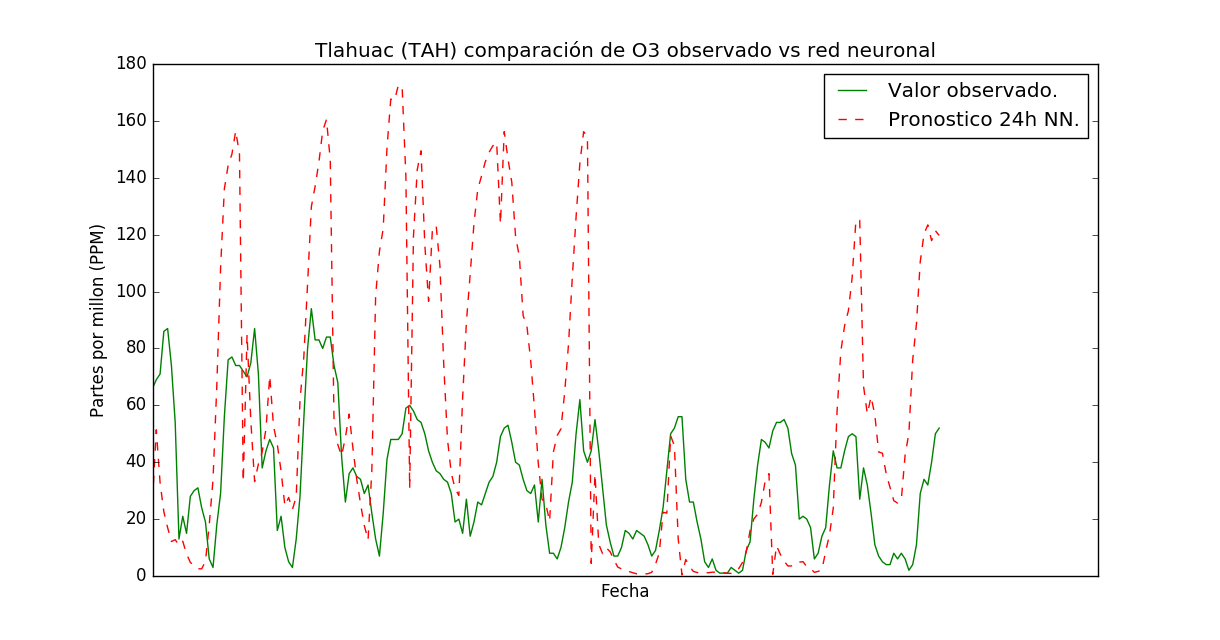 Tlahuac (TAH) comparación de O3 observado vs red neuronal
180
160
140
120
100
80
60
40
20
0
Partes por millon (PPM)
Fecha
Valor observado.
Pronostico 24h NN.